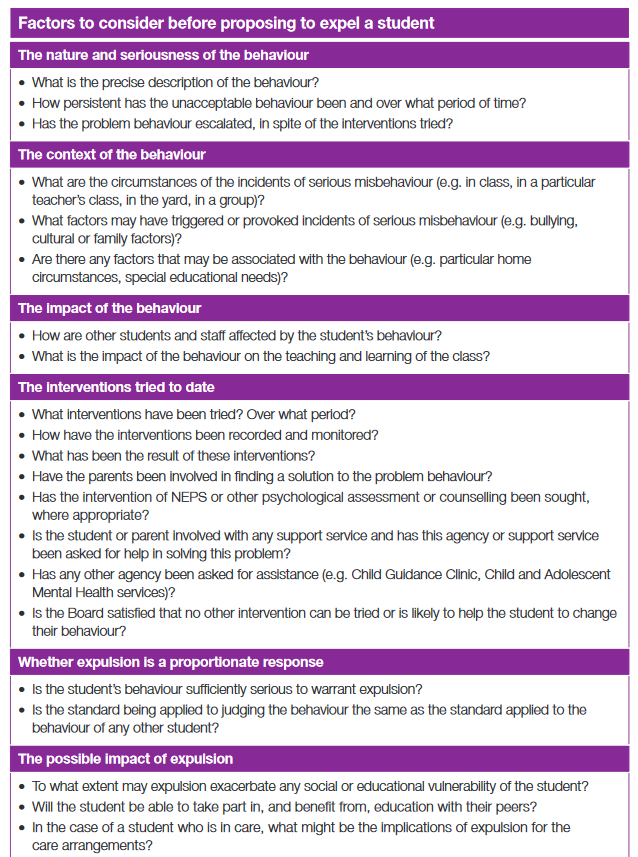 Factors to consider before proposing to expel a student
The nature and seriousness of the behaviour
• What is the precise description of the behaviour?
• How persistent has the unacceptable behaviour been and over what period of time?
• Has the problem behaviour escalated, in spite of the interventions tried?
The context of the behaviour
• What are the circumstances of the incidents of serious misbehaviour (e.g. in class, in a particular
teacher's class, in the yard, in a group)?
• What factors may have triggered or provoked incidents of serious misbehaviour (e.g. bullying,
cultural or family factors)?
• Are there any factors that may be associated with the behaviour (e.g. particular home
circumstances, special educational needs)?
The impact of the behaviour
• How are other students and staff affected by the student's behaviour?
• What is the impact of the behaviour on the teaching and learning of the class?
The interventions tried to date
• What interventions have been tried? Over what period?
• How have the interventions been recorded and monitored?
• What has been the result of these interventions?
• Have the parents been involved in finding a solution to the problem behaviour?
• Has the intervention of NEPS or other psychological assessment or counselling been sought,
where appropriate?
• Is the student or parent involved with any support service and has this agency or support service
been asked for help in solving this problem?
• Has any other agency been asked for assistance (e.g. Child Guidance Clinic, Child and Adolescent
Mental Health services)?
• Is the Board satisfied that no other intervention can be tried or is likely to help the student to change
their behaviour?
Whether expulsion is a proportionate response
• Is the student's behaviour sufficiently serious to warrant expulsion?
• Is the standard being applied to judging the behaviour the same as the standard applied to the
behaviour of any other student?
The possible impact of expulsion
• To what extent may expulsion exacerbate any social or educational vulnerability of the student?
• Will the student be able to take part in, and benefit from, education with their peers?
• In the case of a student who is in care, what might be the implications of expulsion for the
care arrangements?